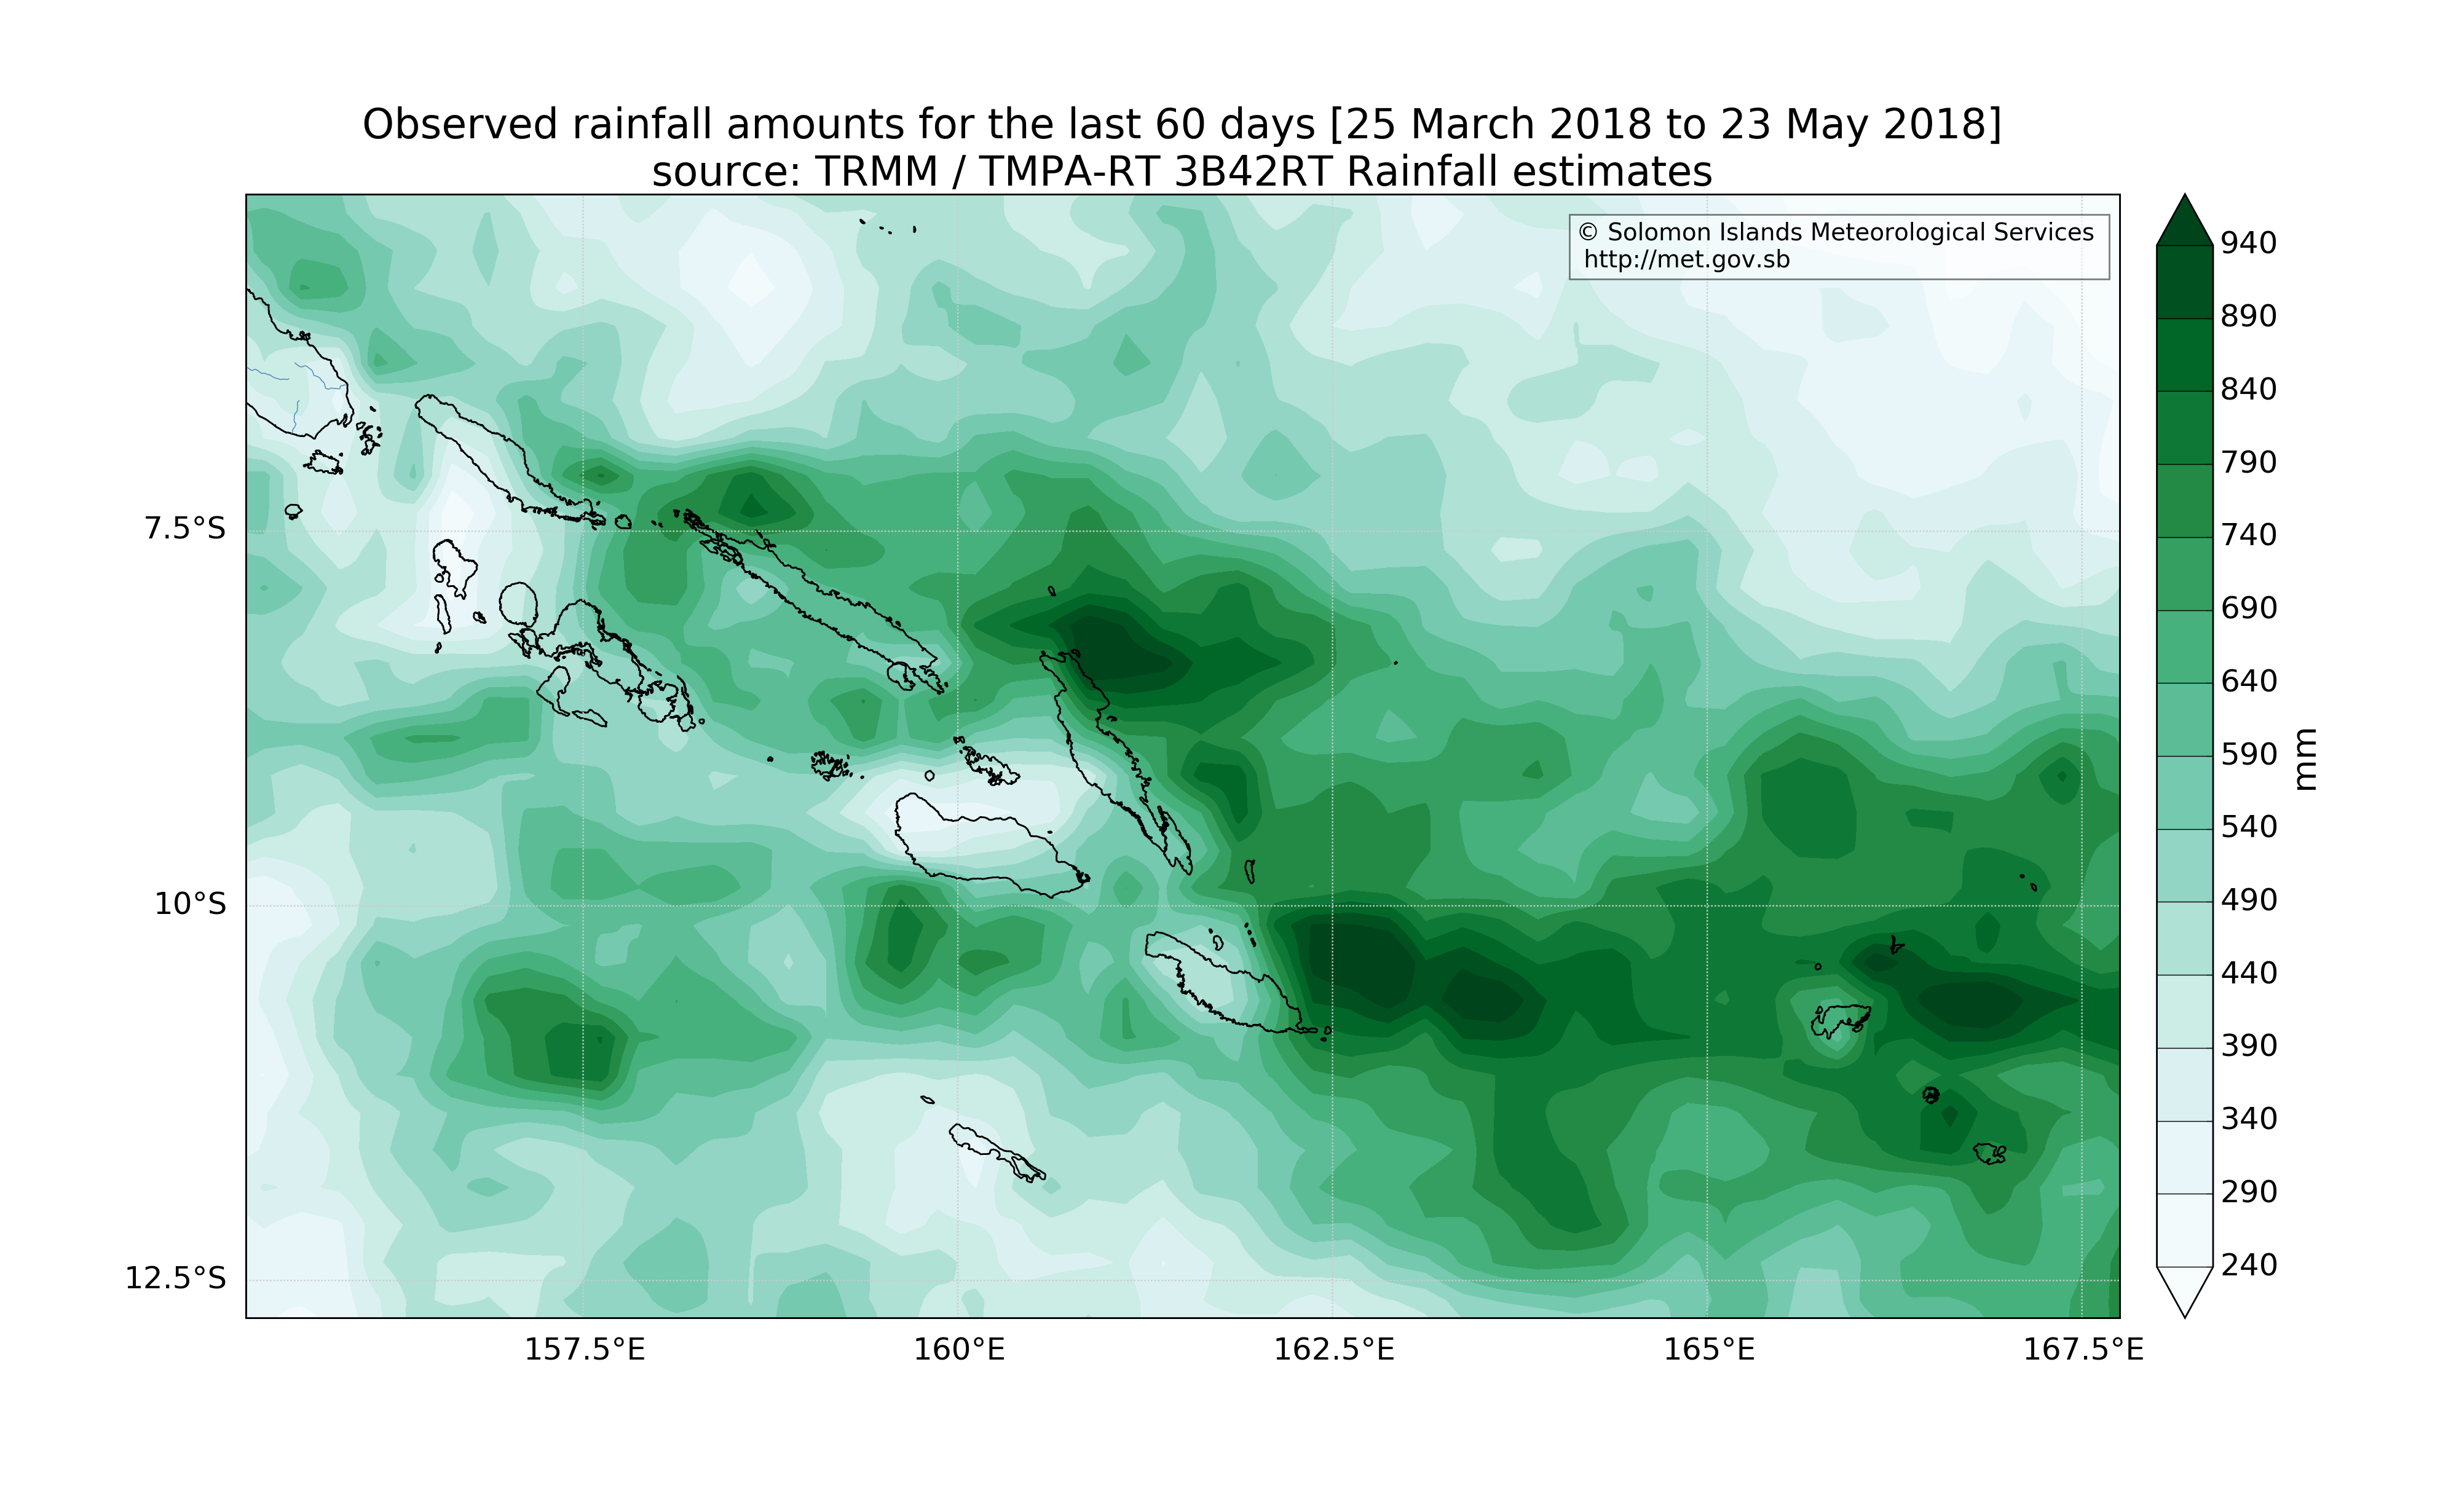 Observed rainfall amounts for the last 60 days [25 March 2018 to 23 May 2018]
source: TRMM / TMPA-RT 3B42RT Rainfall estimates
© Solomon Islands Meteorological Services
http://met.gov.sb
7.5°S
10°S
12.5°S
157.5°E
160°E
162.5°E
165°E
167.5°E
940
890
840
790
740
690
640
590
540
490
440
390
340
290
240
mm